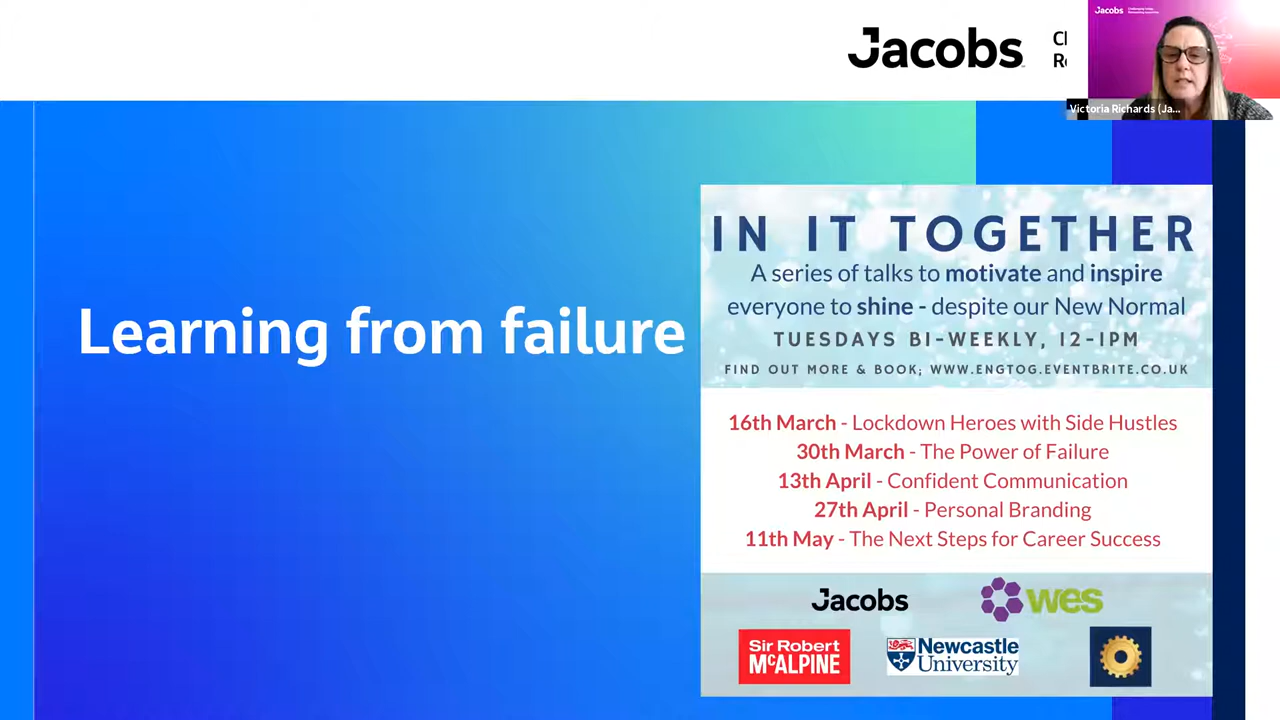 Jacobs
Learning from failure
Victoria Richards (Ja...
IN IT TOGETHER
A series of talks to motivate and inspire
everyone to shine - despite our New Normal
TUESDAYS BI-WEEKLY, 12-1PM
FIND OUT MORE & BOOK; WWW.ENGTOG.EVENTBRITE.CO.UK
16th March - Lockdown Heroes with Side Hustles
30th March - The Power of Failure
13th April - Confident Communication
27th April - Personal Branding
11th May - The Next Steps for Career Success
Jacobs
wes
Sir Robert
McALPINE
Newcastle
University